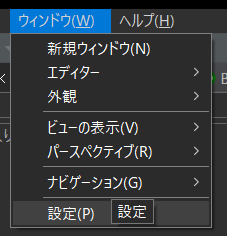 ウィンドウ(W) ヘルプ(H)
新規ウィンドウ(N)
エディター
外観
ビューの表示(V)
パースペクティブ(R)
ナビゲーション(G)
設定(P) 設定